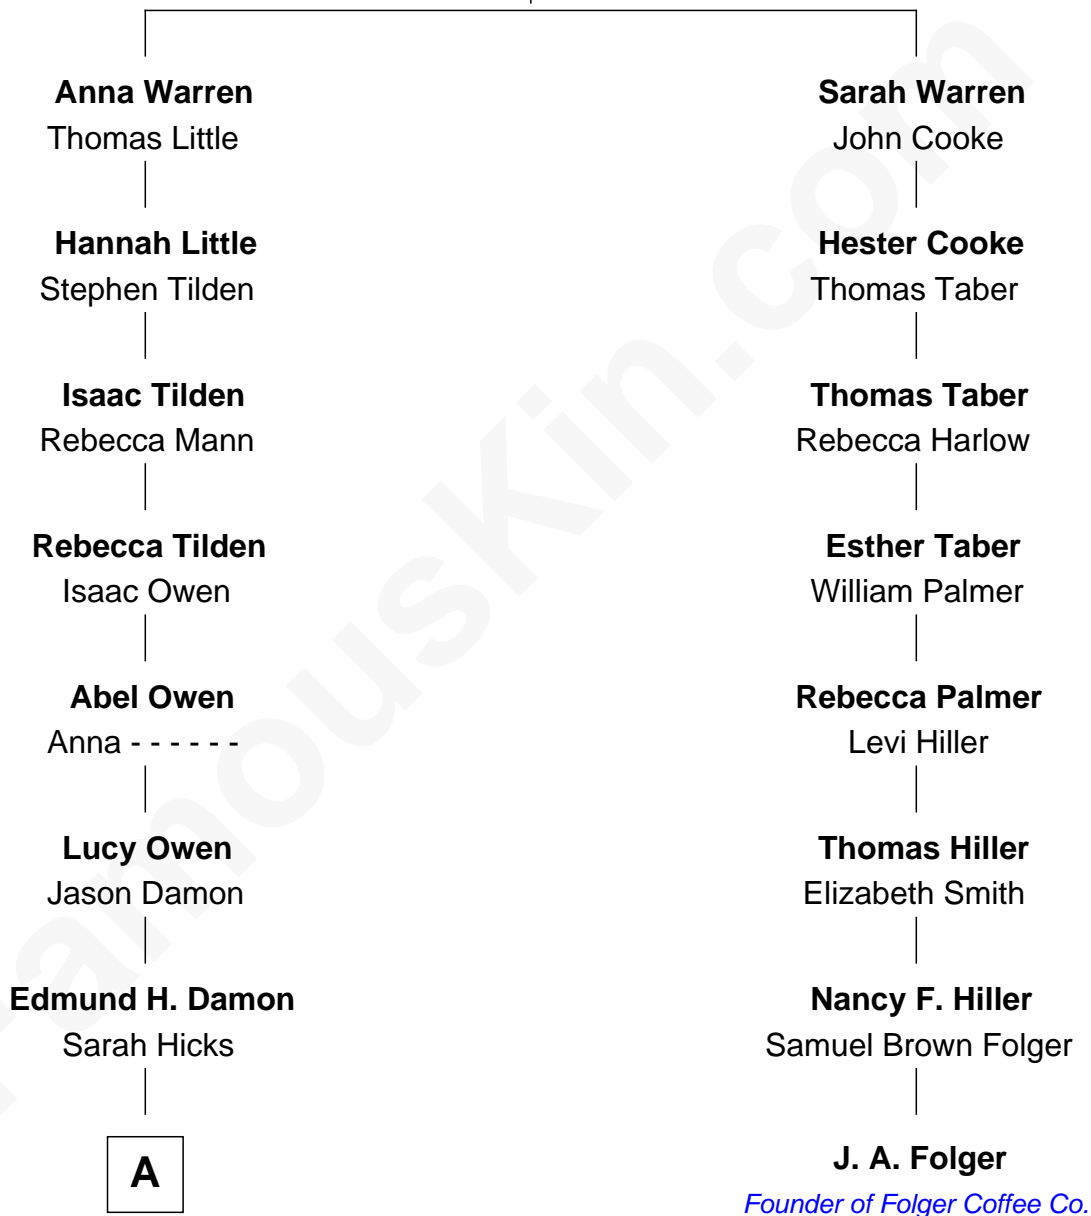 Anna Warren
Thomas Little
Hannah Little
Stephen Tilden
Isaac Tilden
Rebecca Mann
Rebecca Tilden
Isaac Owen
Abel Owen
Anna - - - - - -
Lucy Owen
Jason Damon
Edmund H. Damon
Sarah Hicks
A
Sarah Warren
John Cooke
Hester Cooke
Thomas Taber
Thomas Taber
Rebecca Harlow
Esther Taber
William Palmer
Rebecca Palmer
Levi Hiller
Thomas Hiller
Elizabeth Smith
Nancy F. Hiller
Samuel Brown Folger
J. A. Folger
Founder of Folger Coffee Co.
FamousKin.com